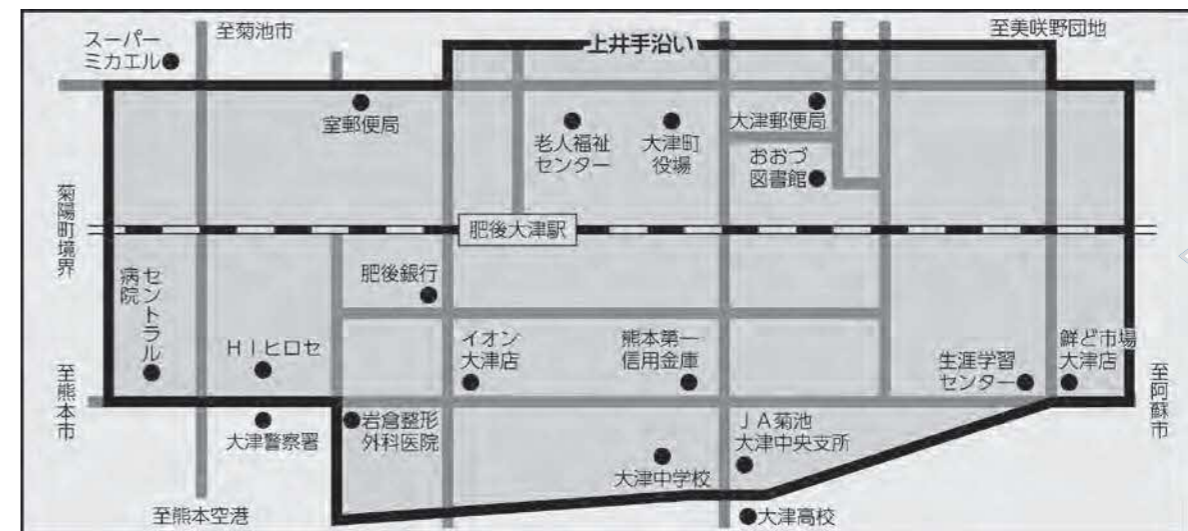 至菊池市
上井手沿い
至美咲野団地
スーパー
ミカエル
室郵便局
老人福祉
センター
大津町
役場
大津郵便局
おおづ
図書館
菊陽町境界
肥後大津駅
セントラル
病院
肥後銀行
HIヒロセ
イオン
大津店
熊本第一
信用金庫
生涯学習
センター
鮮ど市場
大津店
至熊本市
至阿蘇市
大津警察署
岩倉整形
外科医院
大津中学校
JA菊池
大津中央支所
至熊本空港
大津高校